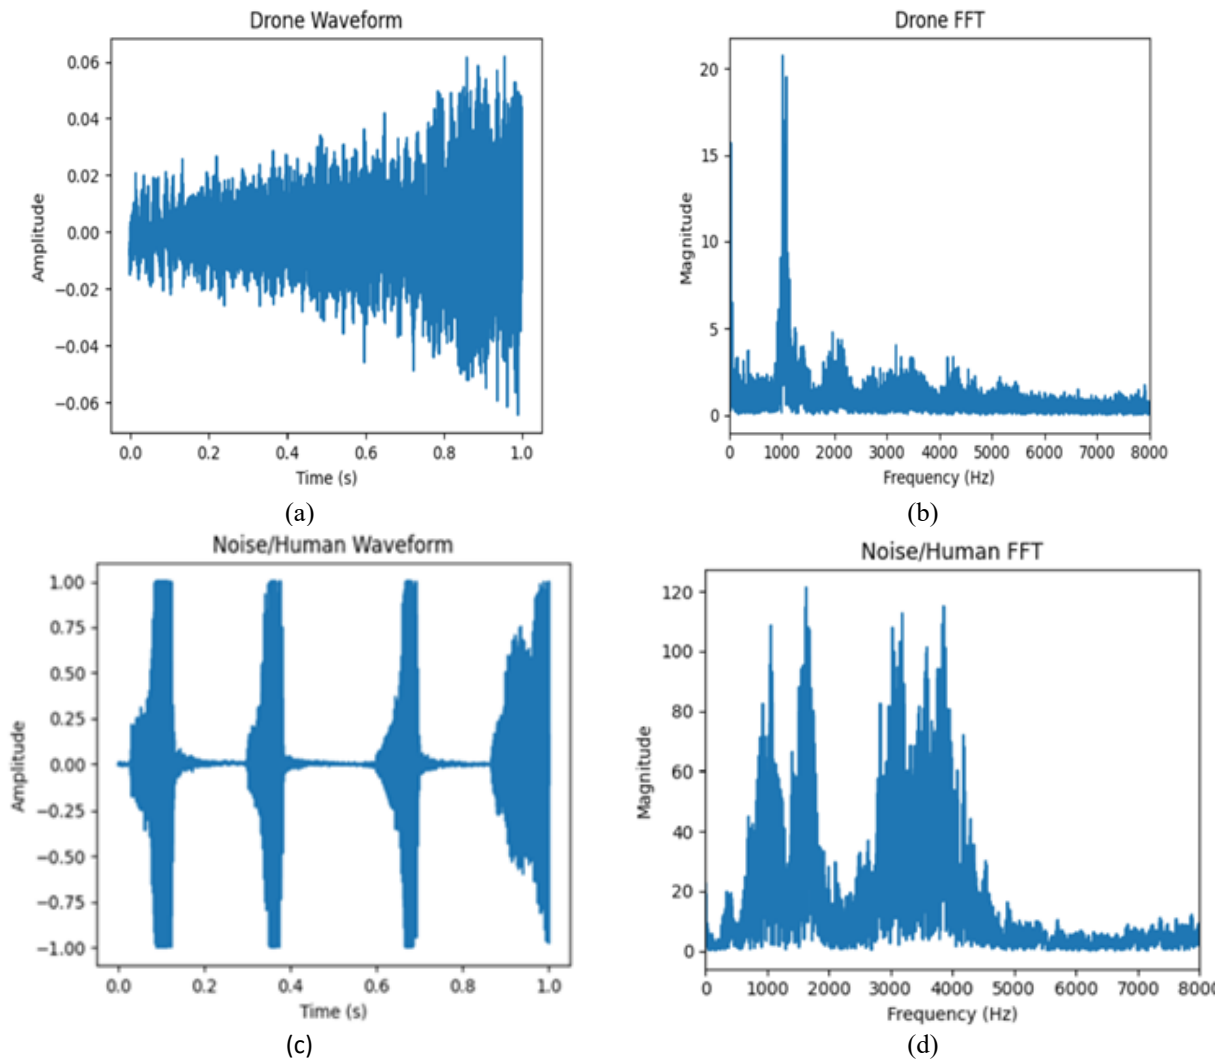 Drone Waveform
0.06
0.04
0.02
0.00
−0.02
−0.04
−0.06
Amplitude
0.0 0.2 0.4 0.6 0.8 1.0
Time (s)
(a)
Drone FFT
20
15
10
5
0
Magnitude
0 1000 2000 3000 4000 5000 6000 7000 8000
Frequency (Hz)
(b)
Noise/Human Waveform
1.00
0.75
0.50
0.25
0.00
−0.25
−0.50
−0.75
−1.00
Amplitude
0.0 0.2 0.4 0.6 0.8 1.0
Time (s)
(c)
Noise/Human FFT
120
100
80
60
40
20
0
Magnitude
0 1000 2000 3000 4000 5000 6000 7000 8000
Frequency (Hz)
(d)